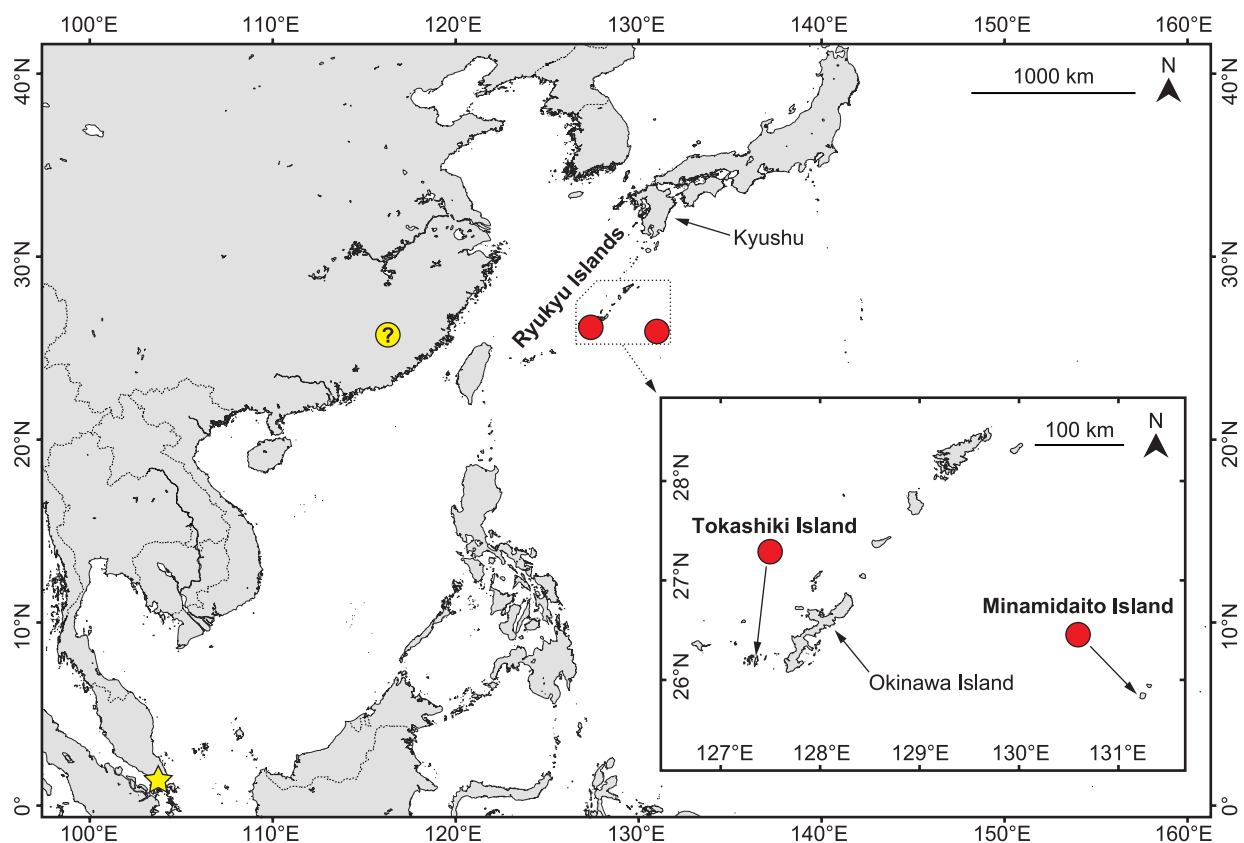 100°E 110°E 120°E 130°E 140°E 150°E 160°E
40°N 40°N
1000 km N
Kyushu
Ryukyu Islands
30°N 30°N
?
20°N 20°N
100 km N
28°N
Tokashiki Island
27°N
Minamidaito Island
26°N
Okinawa Island
127°E 128°E 129°E 130°E 131°E
10°N 10°N
0° 0°
100°E 110°E 120°E 130°E 140°E 150°E 160°E